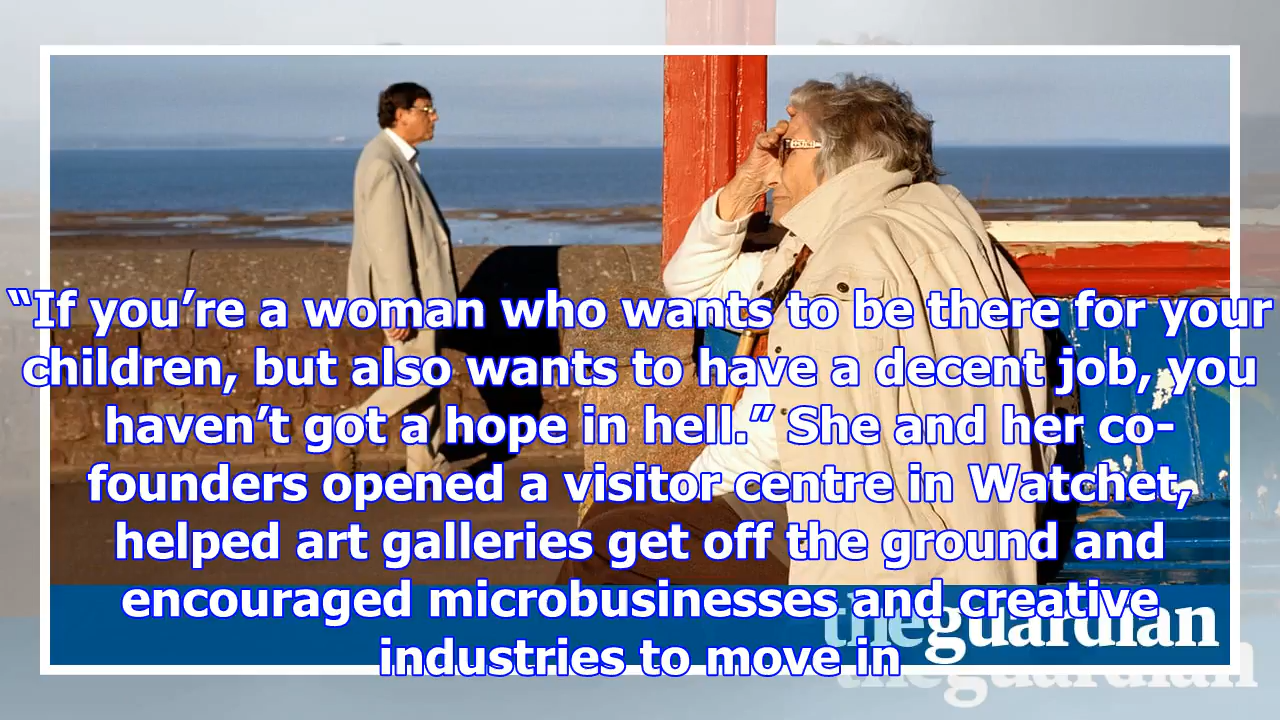 “If you’re a woman who wants to be there for your
children, but also wants to have a decent job, you
haven’t got a hope in hell.” She and her co-
founders opened a visitor centre in Watchet,
helped art galleries get off the ground and
encouraged microbusinesses and creative
theguardian
industries to move in
theguardian